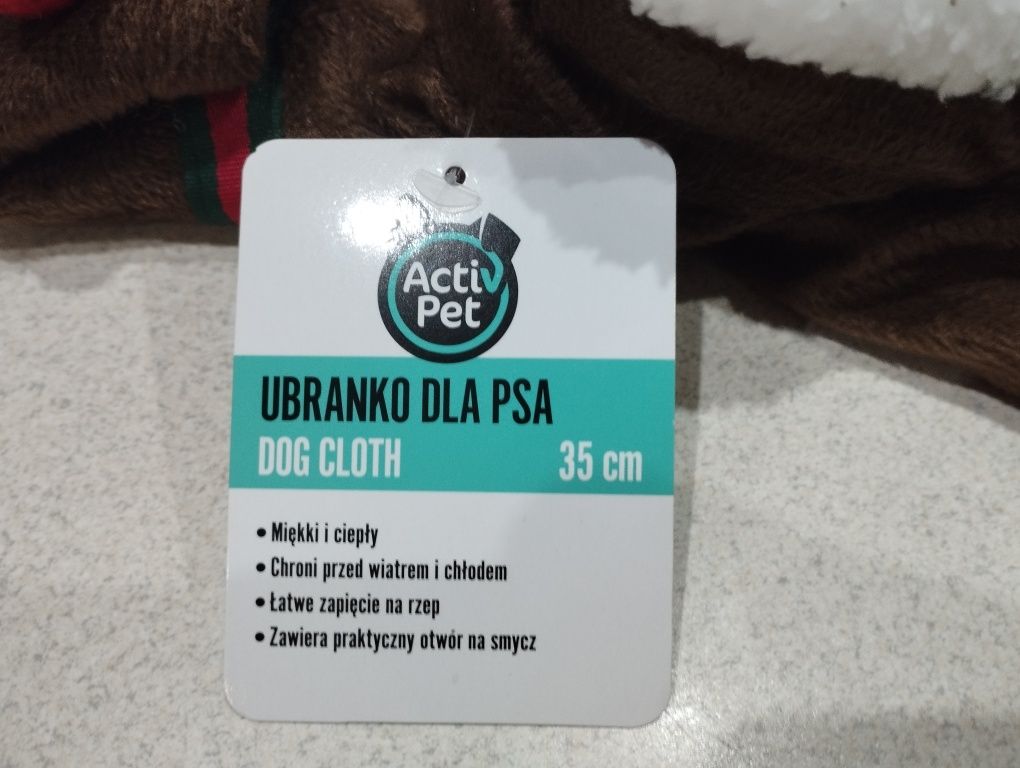 Activ
Pet
UBRANKO DLA PSA
DOG CLOTH 35 cm
• Miękki i ciepły
• Chroni przed wiatrem i chłodem
• Łatwe zapięcie na rzep
• Zawiera praktyczny otwór na smycz